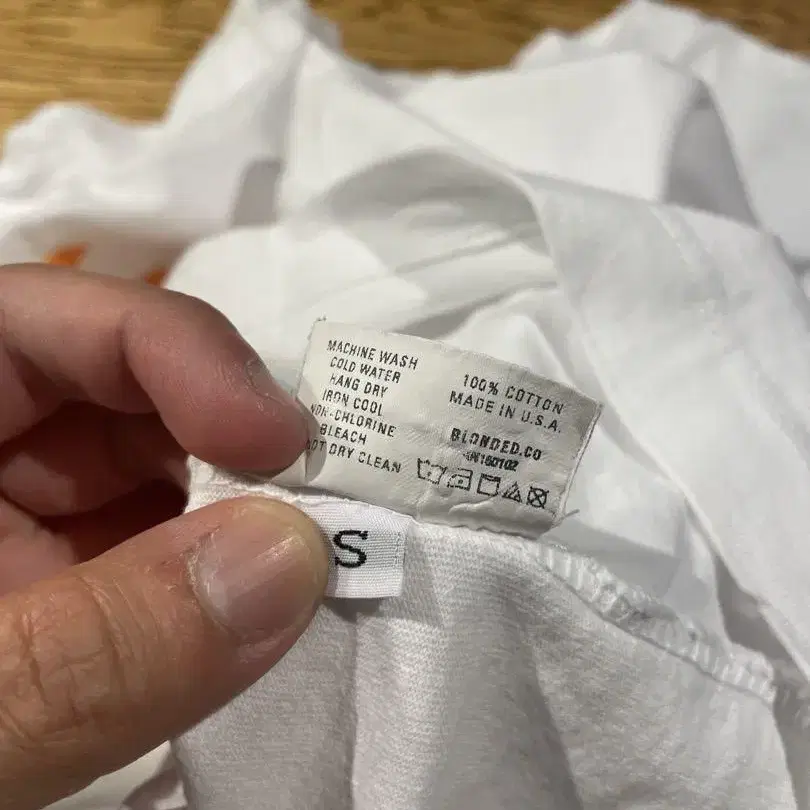 MACHINE WASH
COLD WATER
HANG DRY
IRON COOL
NON-CHLORINE
BLEACH
NOT DRY CLEAN
100% COTTON
MADE IN U.S.A.
BLONDED.CO
S